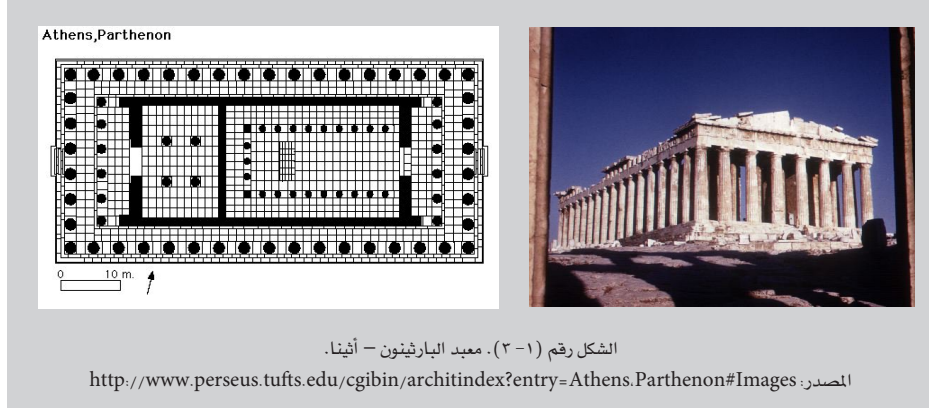 Athens,Parthenon
0 10 m.
الشكل رقم (١- ٣). معبد البارثينون – أثينا.
المصدر: http://www.perseus.tufts.edu/cgibin/architindex?entry=Athens.Parthenon#Images